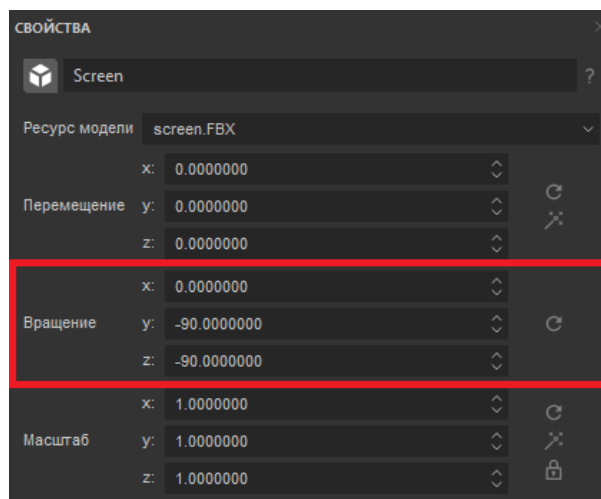 СВОЙСТВА
Screen ?
Ресурс модели screen.FBX
x: 0.0000000
Перемещение y: 0.0000000
z: 0.0000000
x: 0.0000000
Вращение y: -90.0000000
z: -90.0000000
x: 1.0000000
Масштаб y: 1.0000000
z: 1.0000000